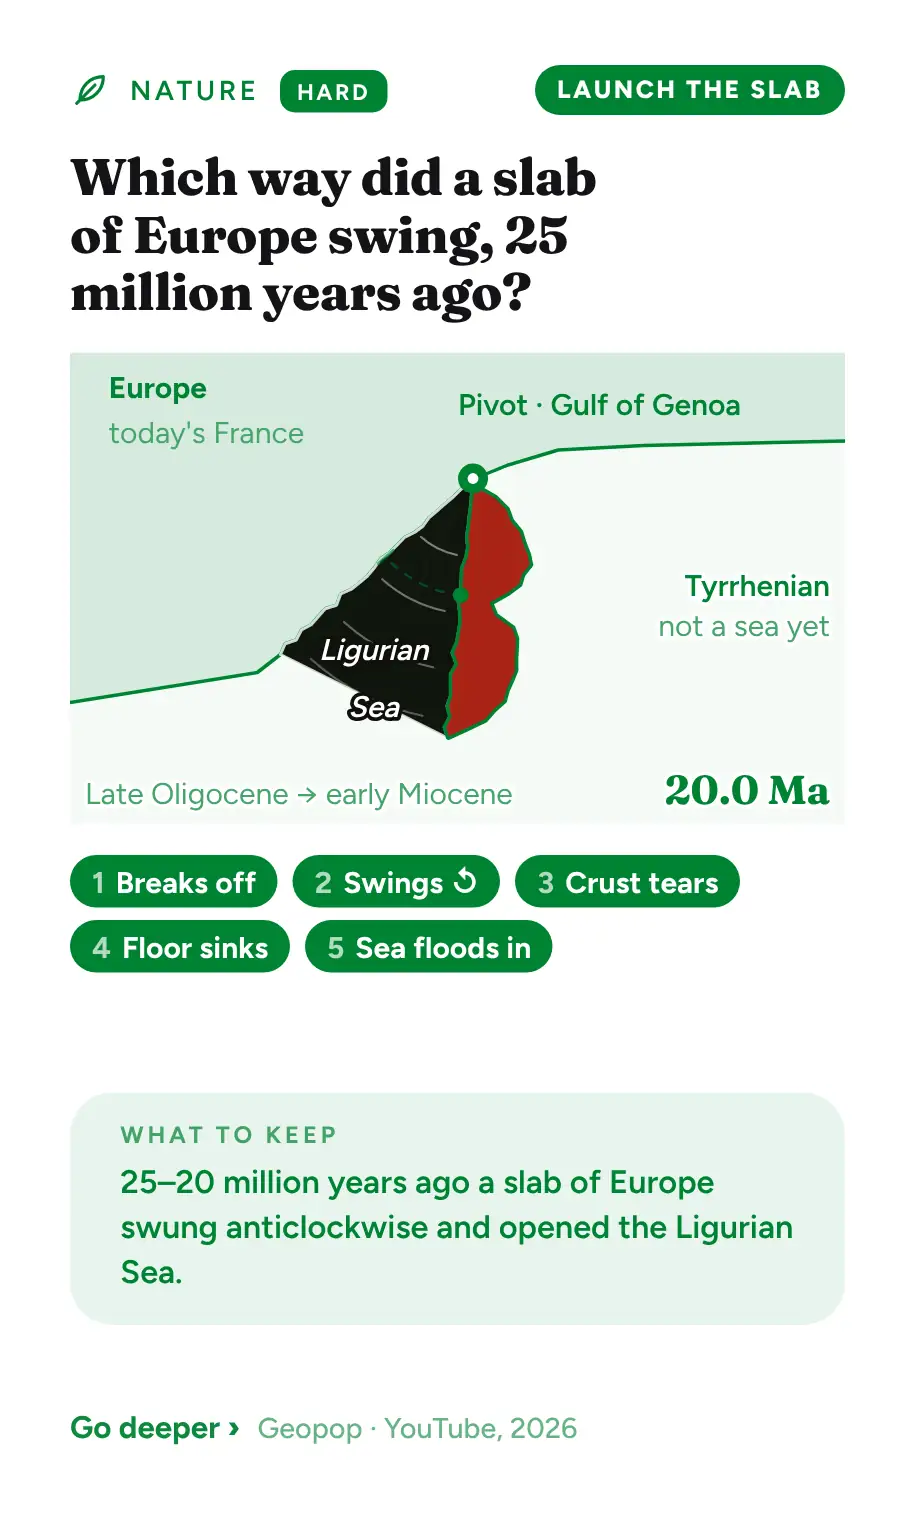 NATURE HARD LAUNCH THE SLAB
Which way did a slab
of Europe swing, 25
million years ago?
Europe
today's France
Pivot · Gulf of Genoa
Tyrrhenian
not a sea yet
Ligurian
Sea
Late Oligocene → early Miocene
20.0 Ma
1 Breaks off
2 Swings ↺
3 Crust tears
4 Floor sinks
5 Sea floods in
WHAT TO KEEP
25–20 million years ago a slab of Europe
swung anticlockwise and opened the Ligurian
Sea.
Go deeper › Geopop · YouTube, 2026